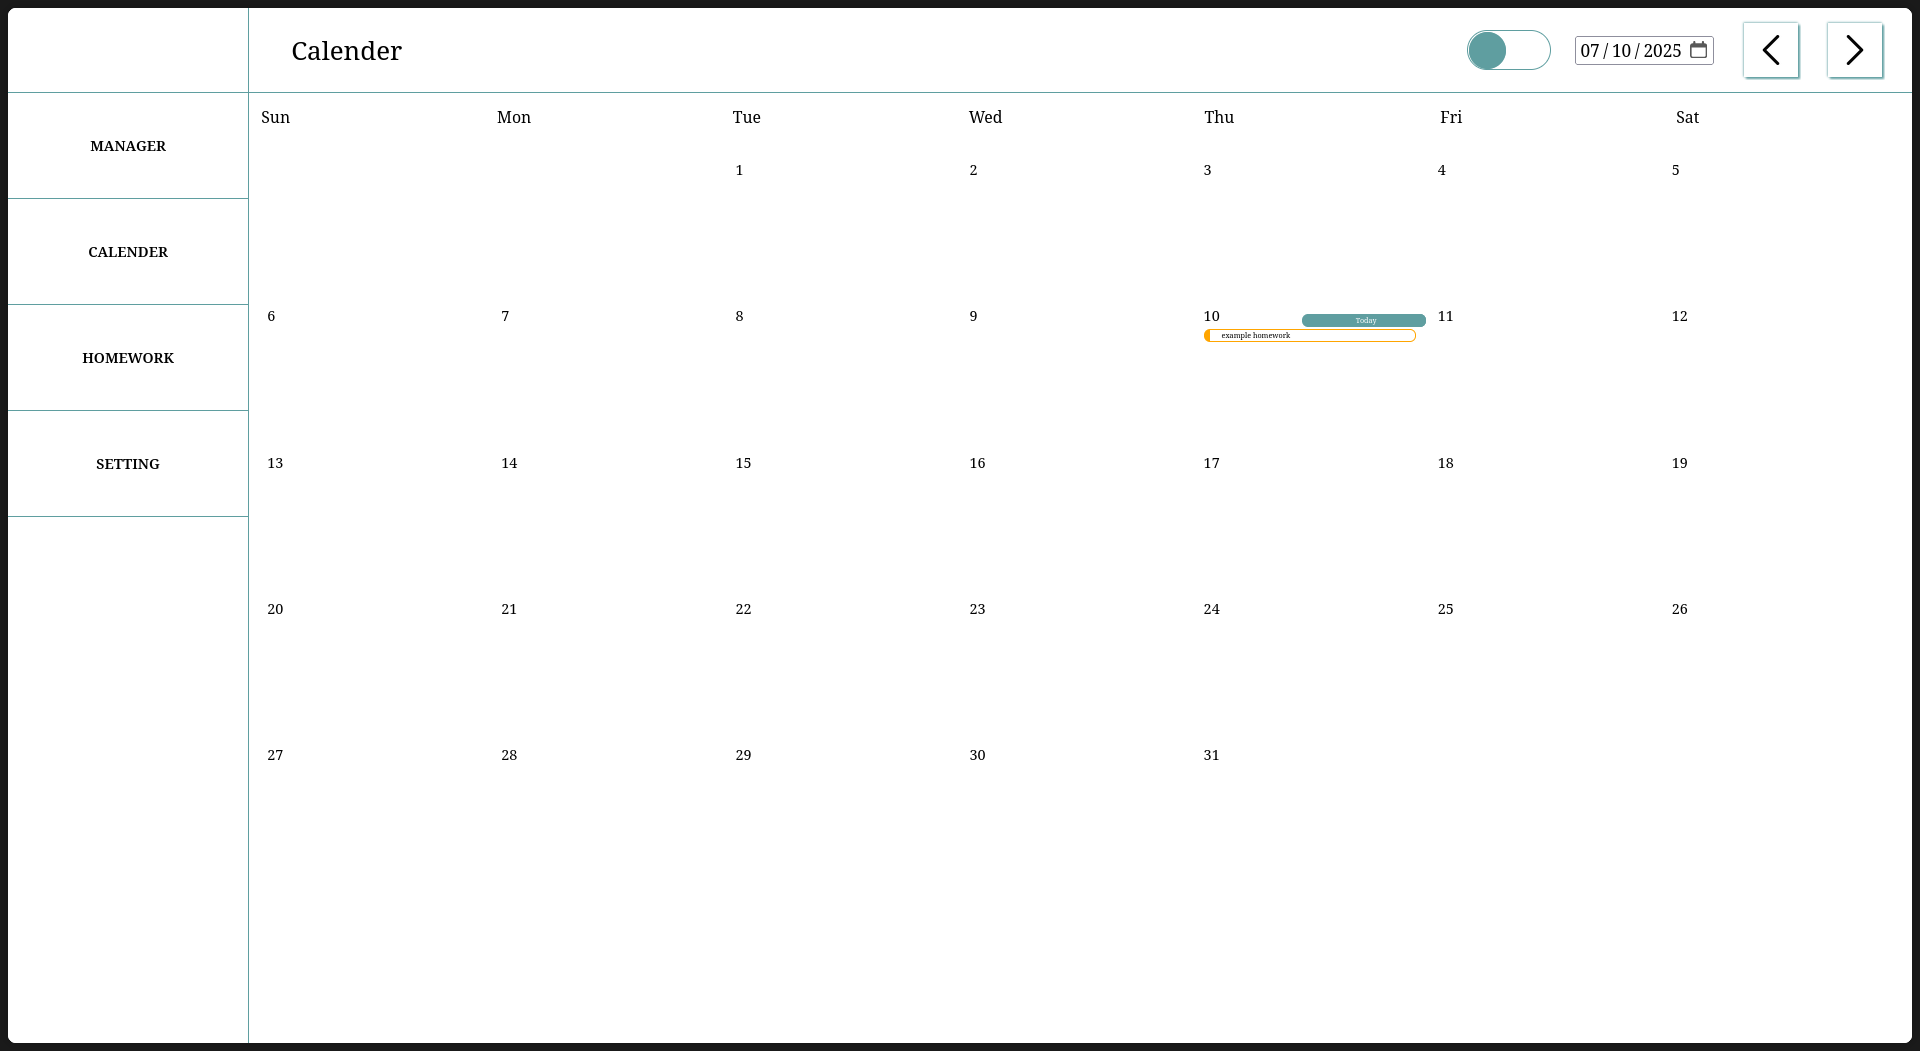 Calender
07/10/2025
MANAGER
CALENDER
HOMEWORK
SETTING
Sun Mon Tue Wed Thu Fri Sat
1 2 3 4 5
6 7 8 9 10 Today 11 12
example homework
13 14 15 16 17 18 19
20 21 22 23 24 25 26
27 28 29 30 31